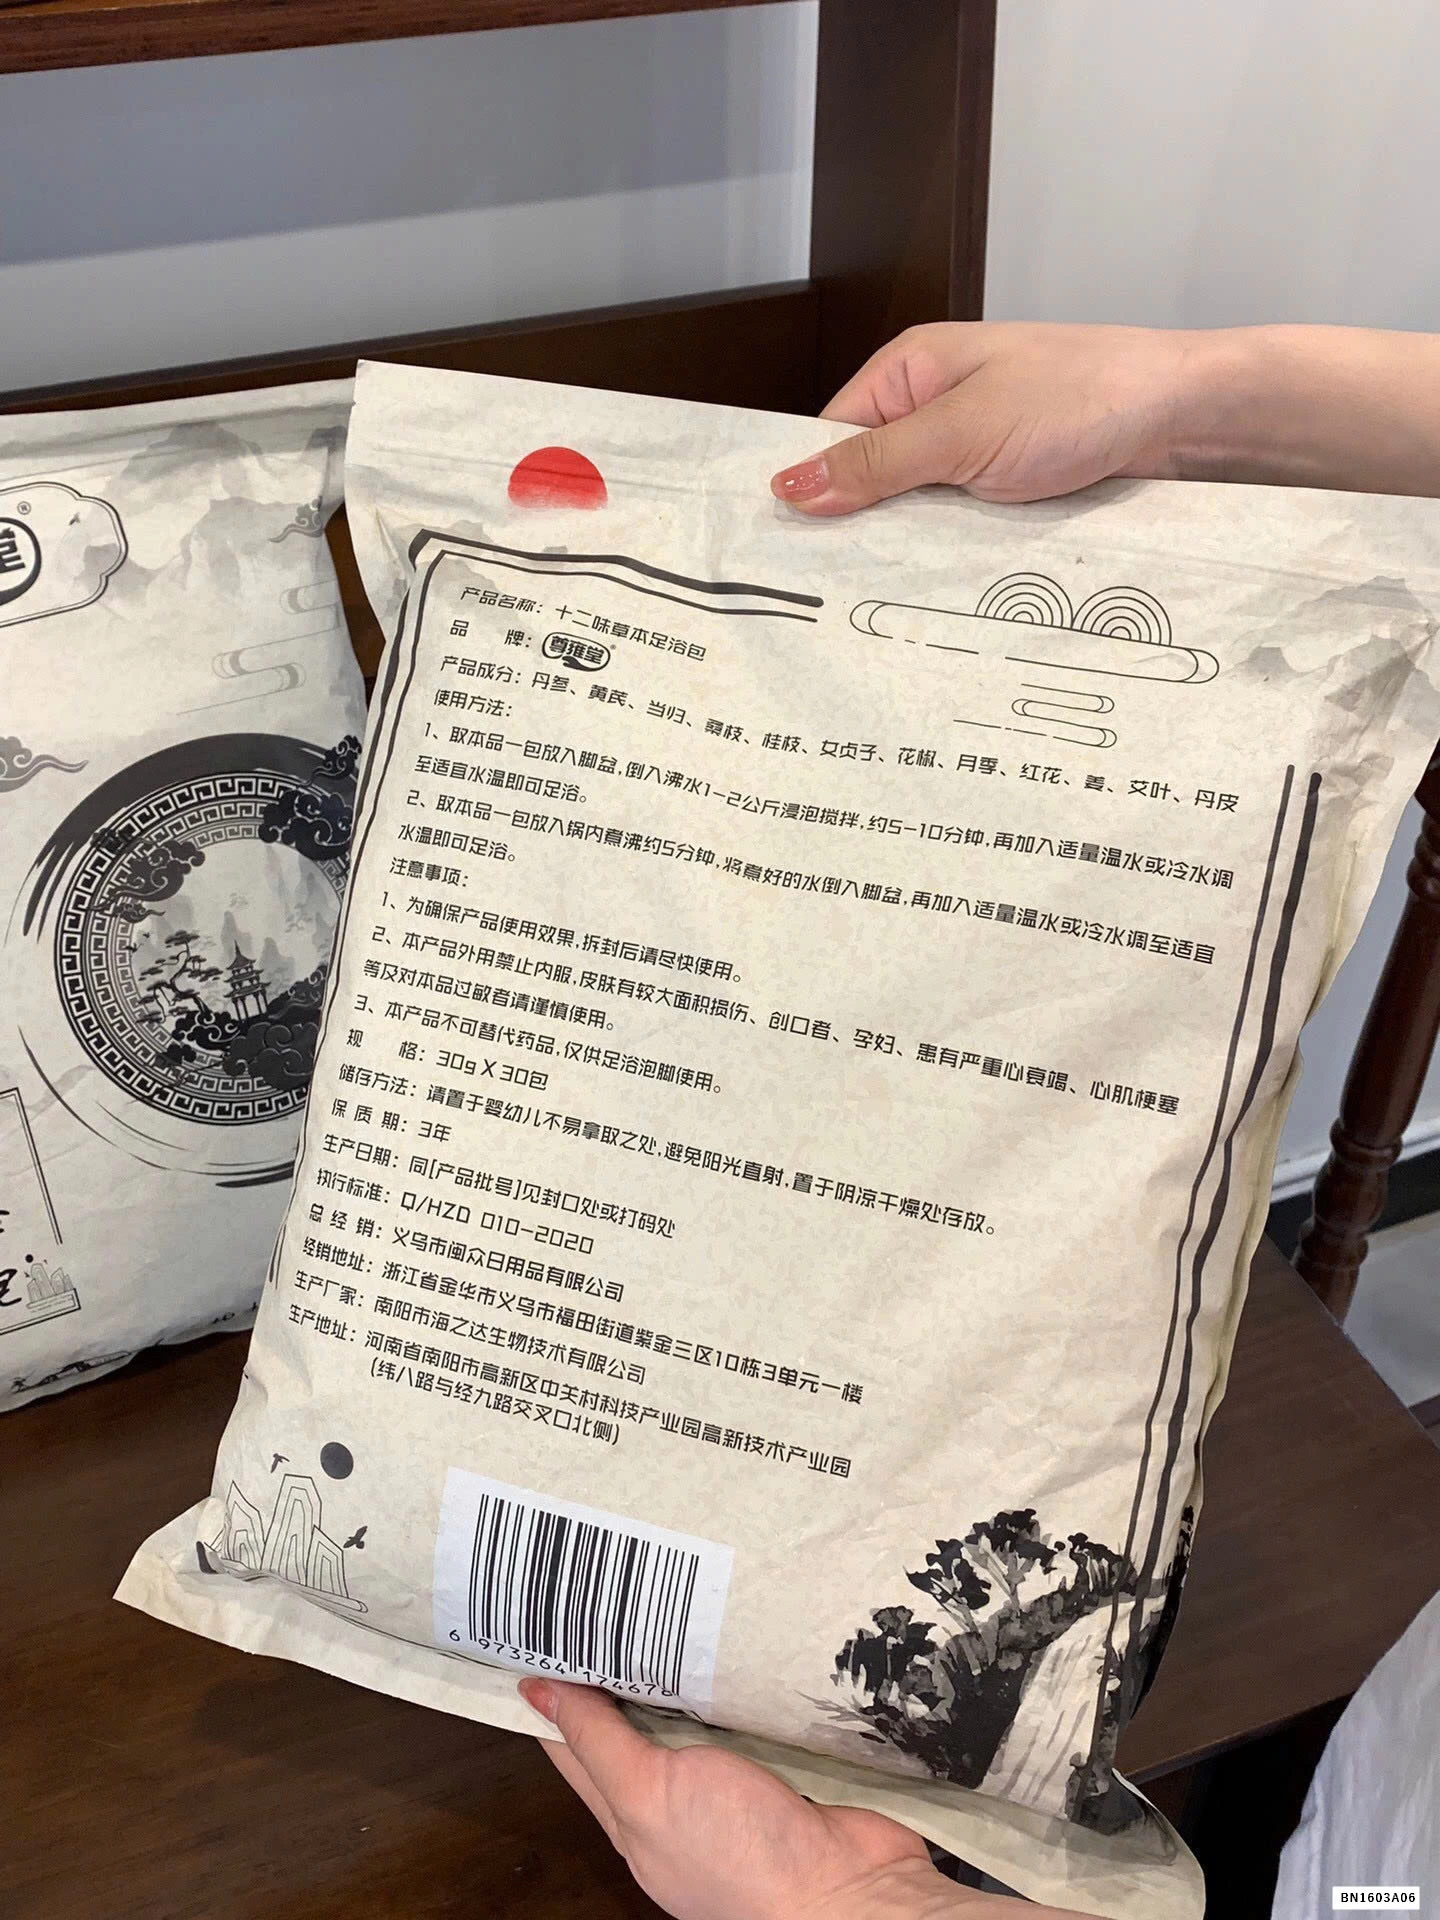 堂
®
产品名称：十二味草本足浴包
品 牌：尊雍堂®
产品成分：丹参、黄芪、当归、桑枝、桂枝、女贞子、花椒、月季、红花、姜、艾叶、丹皮
使用方法：
1、取本品一包放入脚盆,倒入沸水1-2公斤浸泡搅拌,约5-10分钟,再加入适量温水或冷水调
至适宜水温即可足浴。
2、取本品一包放入锅内煮沸约5分钟,将煮好的水倒入脚盆,再加入适量温水或冷水调至适宜
水温即可足浴。
注意事项：
1、为确保产品使用效果,拆封后请尽快使用。
2、本产品外用禁止内服,皮肤有较大面积损伤、创口者、孕妇、患有严重心衰竭、心肌梗塞
等及对本品过敏者请谨慎使用。
3、本产品不可替代药品,仅供足浴泡脚使用。
规 格：30g X 30包
储存方法：请置于婴幼儿不易拿取之处,避免阳光直射,置于阴凉干燥处存放。
保 质 期：3年
生产日期：同[产品批号]见封口处或打码处
执行标准：Q/HZD 010-2020
总 经 销：义乌市闽众日用品有限公司
经销地址：浙江省金华市义乌市福田街道紫金三区10栋3单元一楼
生产厂家：南阳市海之达生物技术有限公司
生产地址：河南省南阳市高新区中关村科技产业园高新技术产业园
(纬八路与经九路交叉口北侧)
6 973264 174678
BN1603A06